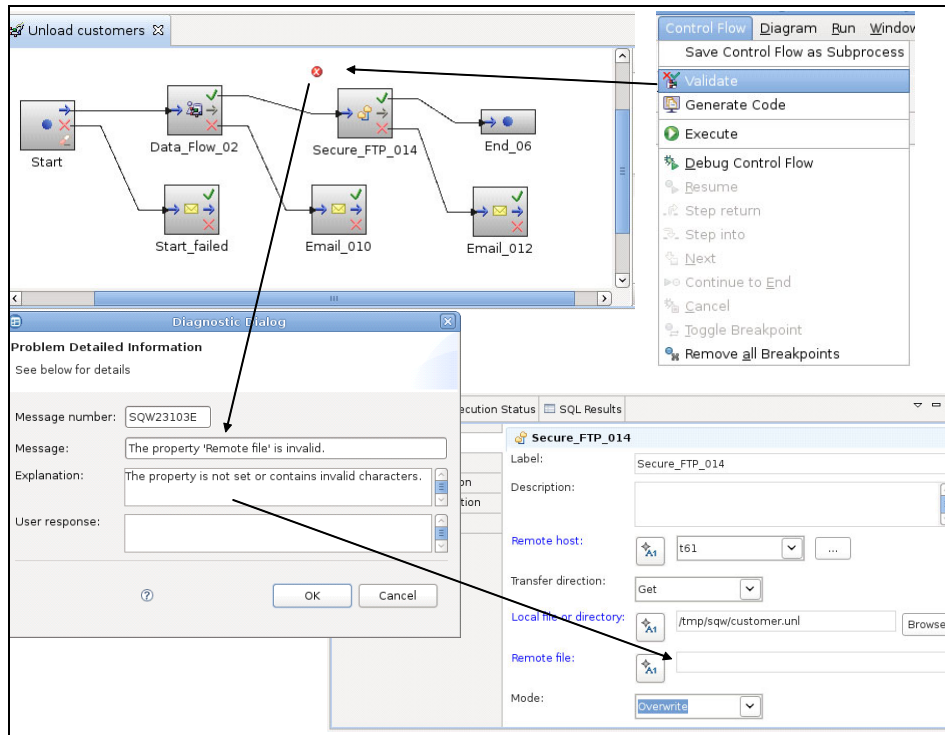 Unload customers
Start
Data_Flow_02
Secure_FTP_014
End_06
Start_failed
Email_010
Email_012
Control Flow Diagram Run Window
Save Control Flow as Subprocess
Validate
Generate Code
Execute
Debug Control Flow
Resume
Step return
Step into
Next
Continue to End
Cancel
Toggle Breakpoint
Remove all Breakpoints
Diagnostic Dialog
Problem Detailed Information
See below for details
Message number: SQW23103E
Message: The property 'Remote file' is invalid.
Explanation: The property is not set or contains invalid characters.
User response:
OK Cancel
ecution Status SQL Results
on
tion
Secure_FTP_014
Label: Secure_FTP_014
Description:
Remote host: A1 t61 ...
Transfer direction: Get
Local file or directory: A1 /tmp/sqw/customer.unl Browse
Remote file: A1
Mode: Overwrite